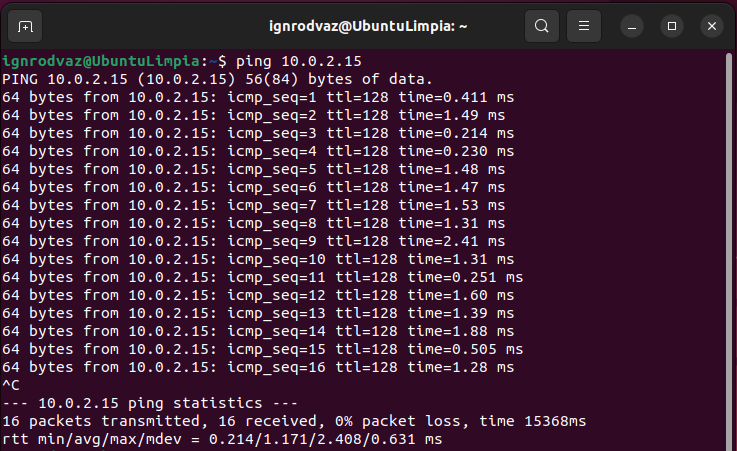 ignrodvaz@UbuntuLimpia: ~
ignrodvaz@UbuntuLimpia:~$ ping 10.0.2.15
PING 10.0.2.15 (10.0.2.15) 56(84) bytes of data.
64 bytes from 10.0.2.15: icmp_seq=1 ttl=128 time=0.411 ms
64 bytes from 10.0.2.15: icmp_seq=2 ttl=128 time=1.49 ms
64 bytes from 10.0.2.15: icmp_seq=3 ttl=128 time=0.214 ms
64 bytes from 10.0.2.15: icmp_seq=4 ttl=128 time=0.230 ms
64 bytes from 10.0.2.15: icmp_seq=5 ttl=128 time=1.48 ms
64 bytes from 10.0.2.15: icmp_seq=6 ttl=128 time=1.47 ms
64 bytes from 10.0.2.15: icmp_seq=7 ttl=128 time=1.53 ms
64 bytes from 10.0.2.15: icmp_seq=8 ttl=128 time=1.31 ms
64 bytes from 10.0.2.15: icmp_seq=9 ttl=128 time=2.41 ms
64 bytes from 10.0.2.15: icmp_seq=10 ttl=128 time=1.31 ms
64 bytes from 10.0.2.15: icmp_seq=11 ttl=128 time=0.251 ms
64 bytes from 10.0.2.15: icmp_seq=12 ttl=128 time=1.60 ms
64 bytes from 10.0.2.15: icmp_seq=13 ttl=128 time=1.39 ms
64 bytes from 10.0.2.15: icmp_seq=14 ttl=128 time=1.88 ms
64 bytes from 10.0.2.15: icmp_seq=15 ttl=128 time=0.505 ms
64 bytes from 10.0.2.15: icmp_seq=16 ttl=128 time=1.28 ms
^C
--- 10.0.2.15 ping statistics ---
16 packets transmitted, 16 received, 0% packet loss, time 15368ms
rtt min/avg/max/mdev = 0.214/1.171/2.408/0.631 ms